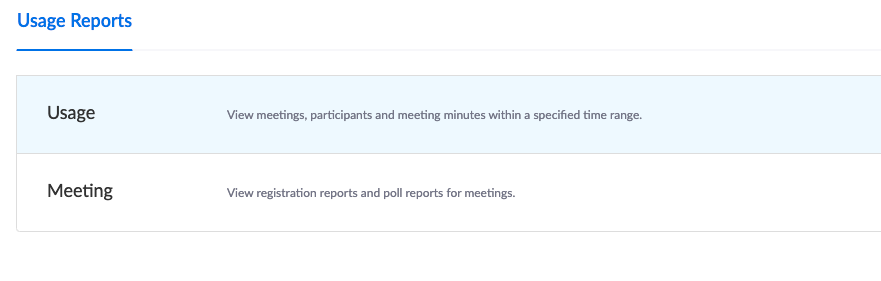 Usage Reports
Usage
View meetings, participants and meeting minutes within a specified time range.
Meeting
View registration reports and poll reports for meetings.